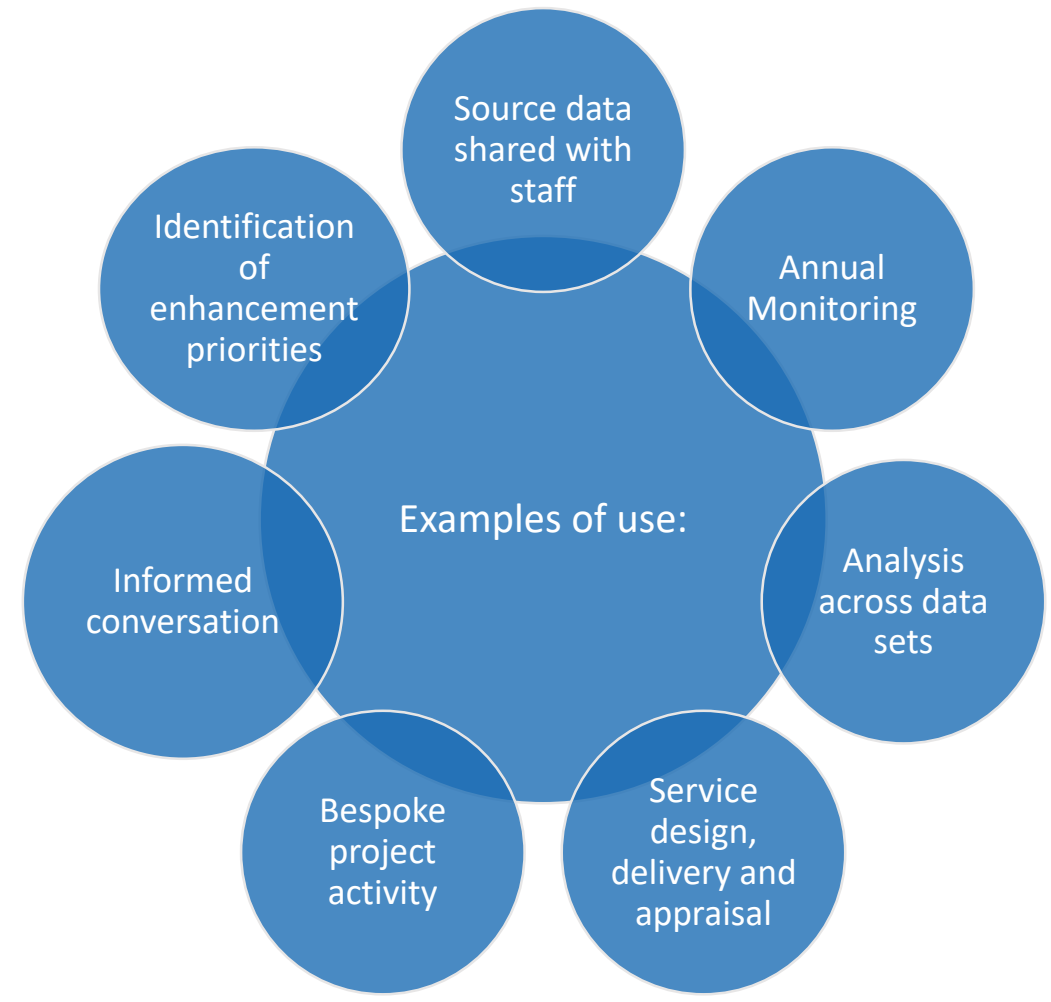 Source data
shared with
staff
Annual
Monitoring
Analysis
across data
sets
Service
design,
delivery and
appraisal
Bespoke
project
activity
Informed
conversation
Identification
of
enhancement
priorities
Examples of use: